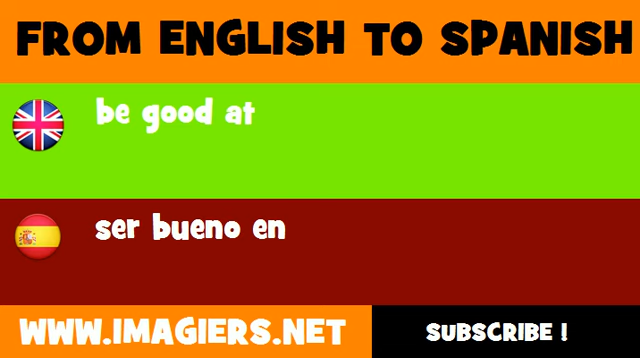 FROM ENGLISH TO SPANISH
be good at
ser bueno en
WWW.IMAGIERS.NET
SUBSCRIBE !